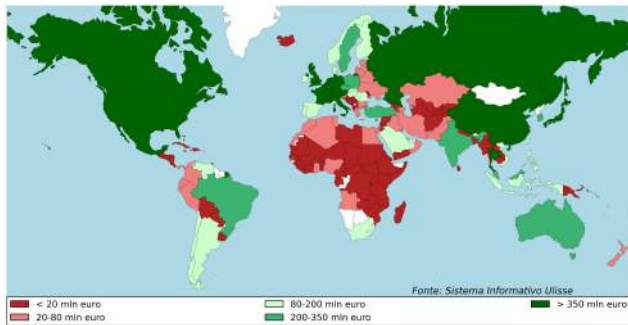 Fonte: Sistema Informativo Ulisse
< 20 mln euro
80-200 mln euro
> 350 mln euro
20-80 mln euro
200-350 mln euro